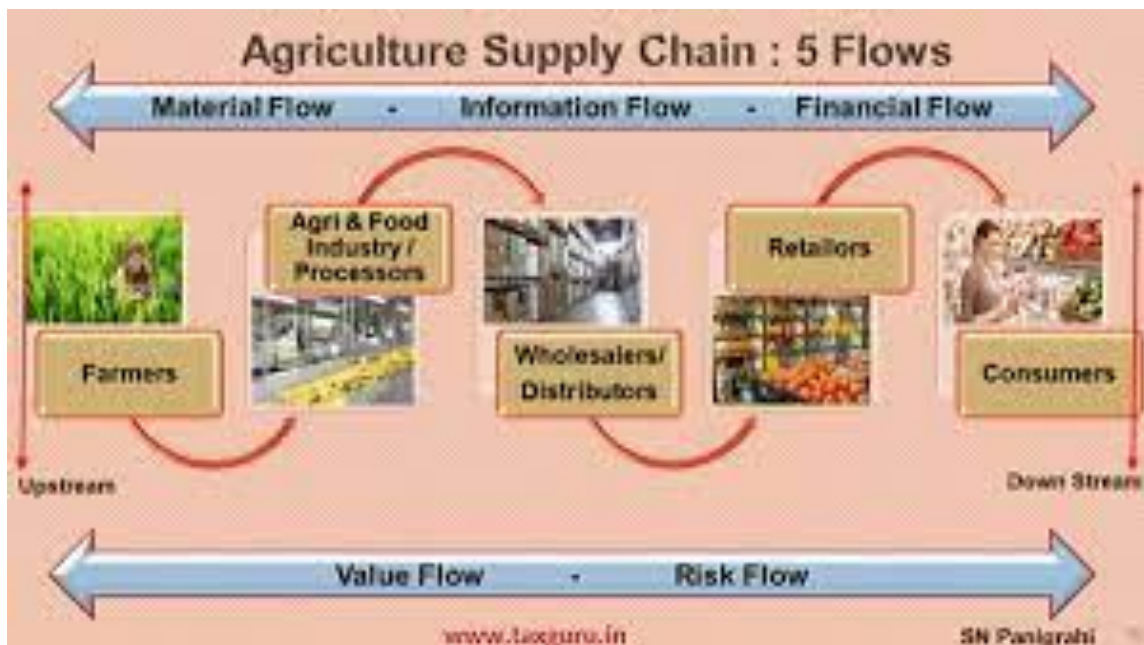 Agriculture Supply Chain : 5 Flows
Material Flow - Information Flow - Financial Flow
Agri & Food
Industry /
Processors
Retailors
Farmers
Wholesalers/
Distributors
Consumers
Upstream
Down Stream
Value Flow - Risk Flow
www.taxguru.in
SN Panigrahi